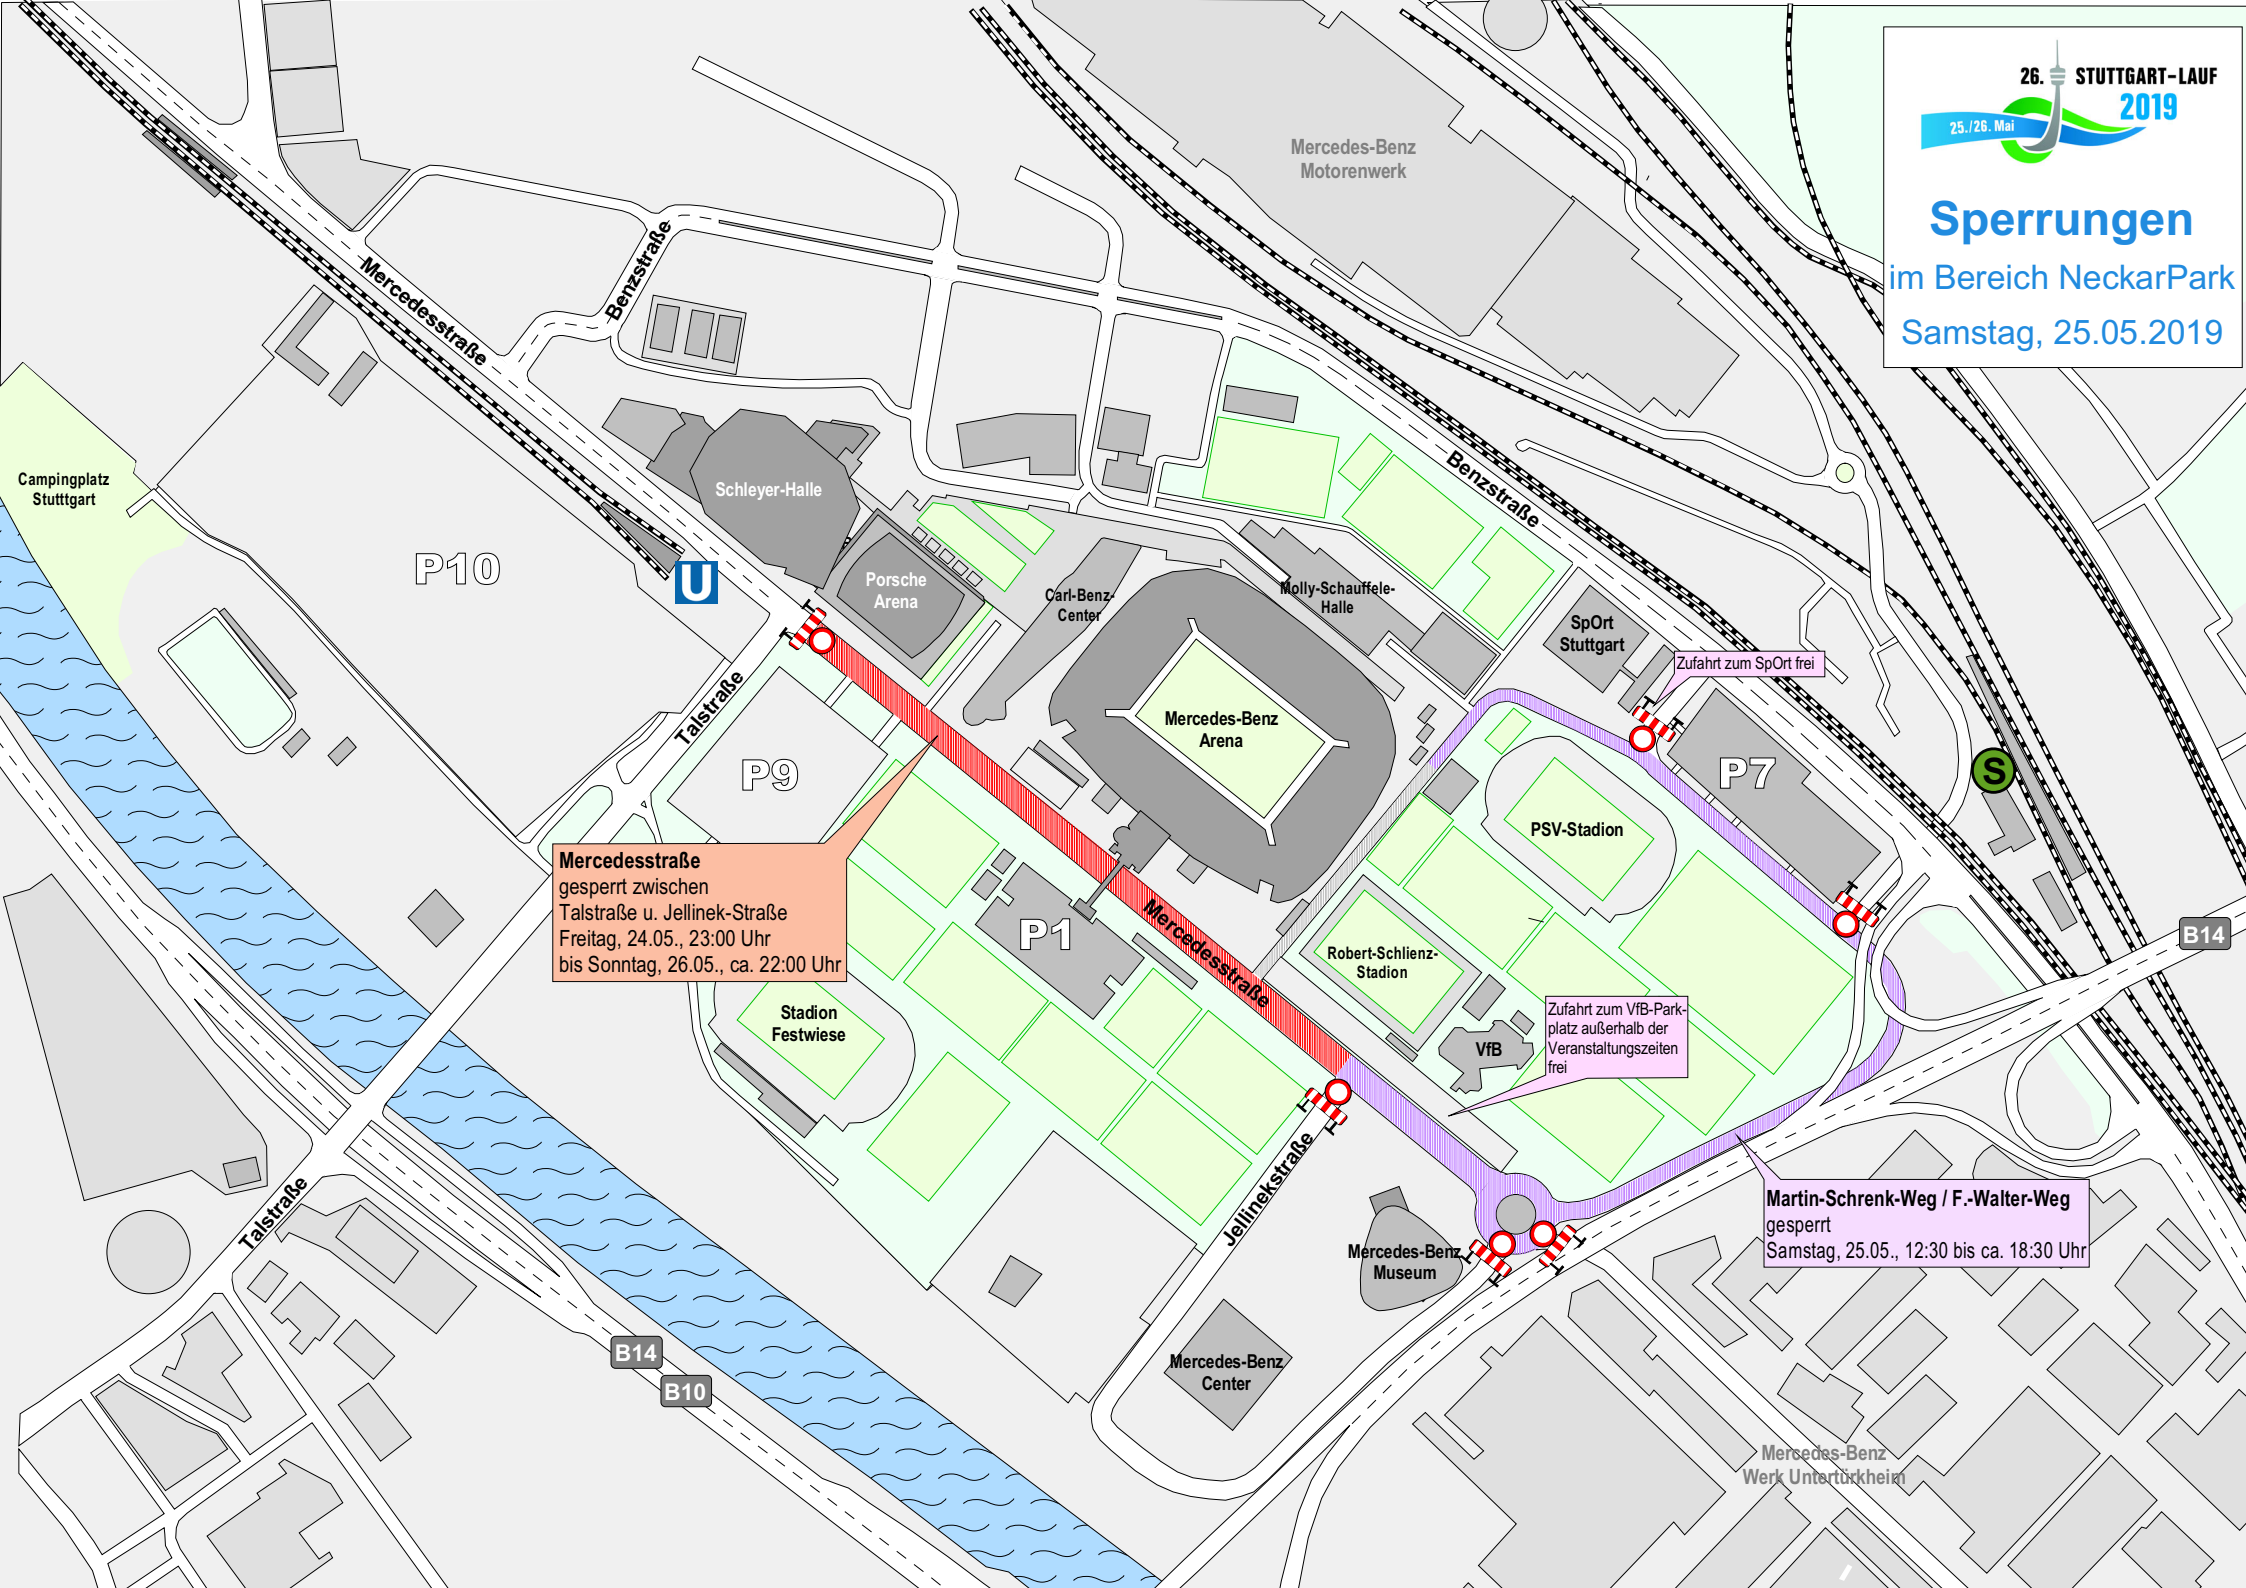 26. STUTTGART-LAUF
2019
25./26. Mai
Sperrungen
im Bereich NeckarPark
Samstag, 25.05.2019
Mercedes-Benz
Motorenwerk
Benzstraße
Mercedesstraße
Campingplatz
Stutttgart
P10
Schleyer-Halle
U
Porsche
Arena
Carl-Benz-
Center
Molly-Schauffele-
Halle
Benzstraße
SpOrt
Stuttgart
Zufahrt zum SpOrt frei
Talstraße
Mercedes-Benz
Arena
P9
P7
S
PSV-Stadion
Mercedesstraße
gesperrt zwischen
Talstraße u. Jellinek-Straße
Freitag, 24.05., 23:00 Uhr
bis Sonntag, 26.05., ca. 22:00 Uhr
P1
Mercedesstraße
Robert-Schlienz-
Stadion
B14
Stadion
Festwiese
VfB
Zufahrt zum VfB-Park-
platz außerhalb der
Veranstaltungszeiten
frei
Jellinekstraße
Talstraße
Martin-Schrenk-Weg / F.-Walter-Weg
gesperrt
Samstag, 25.05., 12:30 bis ca. 18:30 Uhr
Mercedes-Benz
Museum
Mercedes-Benz
Center
B14
B10
Mercedes-Benz
Werk Untertürkheim